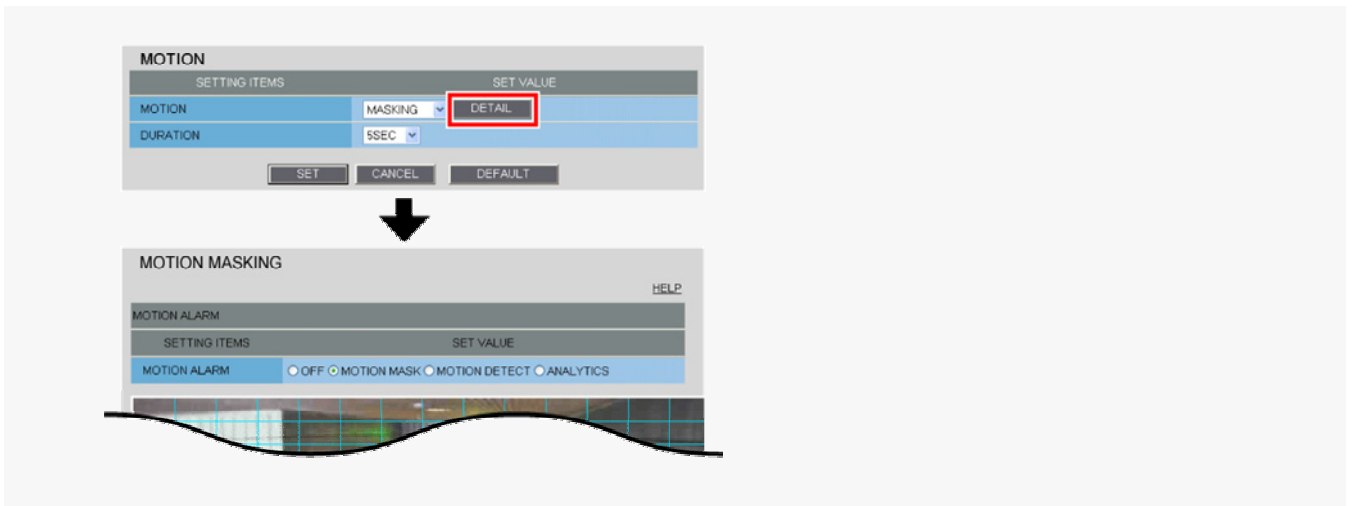 MOTION
SETTING ITEMS SET VALUE
MOTION MASKING DETAIL
DURATION 5SEC
SET CANCEL DEFAULT
MOTION MASKING
HELP
MOTION ALARM
SETTING ITEMS SET VALUE
MOTION ALARM OFF MOTION MASK MOTION DETECT ANALYTICS